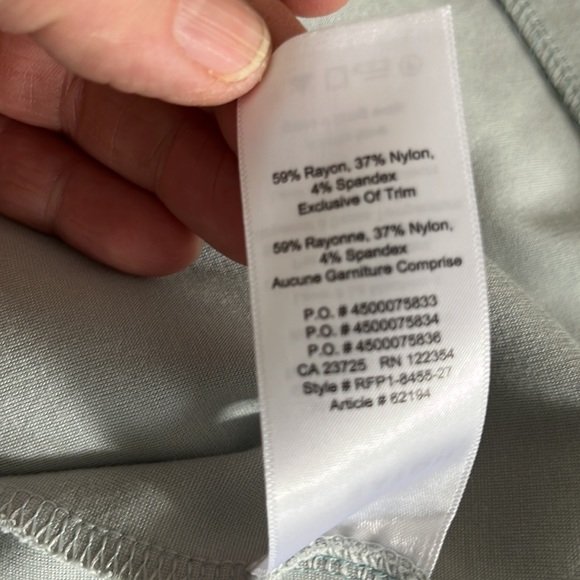 59% Rayon, 37% Nylon,
4% Spandex
Exclusive Of Trim
59% Rayonne, 37% Nylon,
4% Spandex
Aucune Garniture Comprise
P.O. # 4500075833
P.O. # 4500075834
P.O. # 4500075836
CA 23725 RN 122354
Style # RFP1-8455-27
Article # 62194